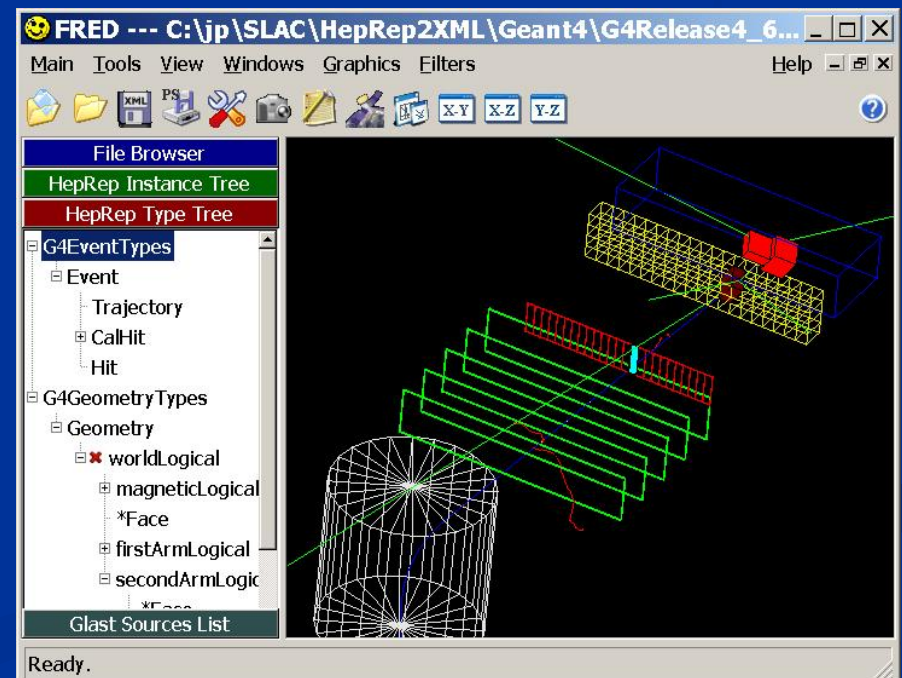 FRED --- C:\jp\SLAC\HepRep2XML\Geant4\G4Release4_6...
Main Tools View Windows Graphics Filters Help
XML PS X-Y X-Z Y-Z
File Browser
HepRep Instance Tree
HepRep Type Tree
G4EventTypes
Event
Trajectory
CalHit
Hit
G4GeometryTypes
Geometry
worldLogical
magneticLogical
*Face
firstArmLogical
secondArmLogic
*Face
Glast Sources List
Ready.